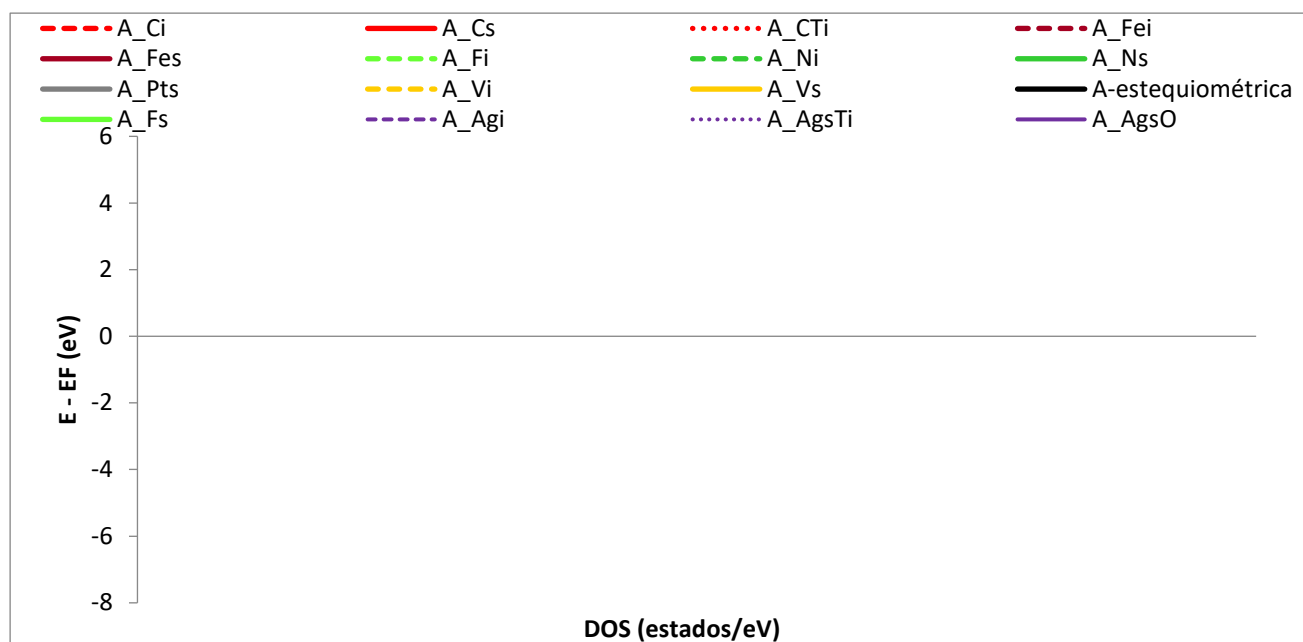 A_Ci A_Cs A_CTi A_Fei
A_Fes A_Fi A_Ni A_Ns
A_Pts A_Vi A_Vs A-estequiométrica
A_Fs A_Agi A_AgsTi A_AgsO
6
4
2
0
-2
-4
-6
-8
E - EF (eV)
DOS (estados/eV)